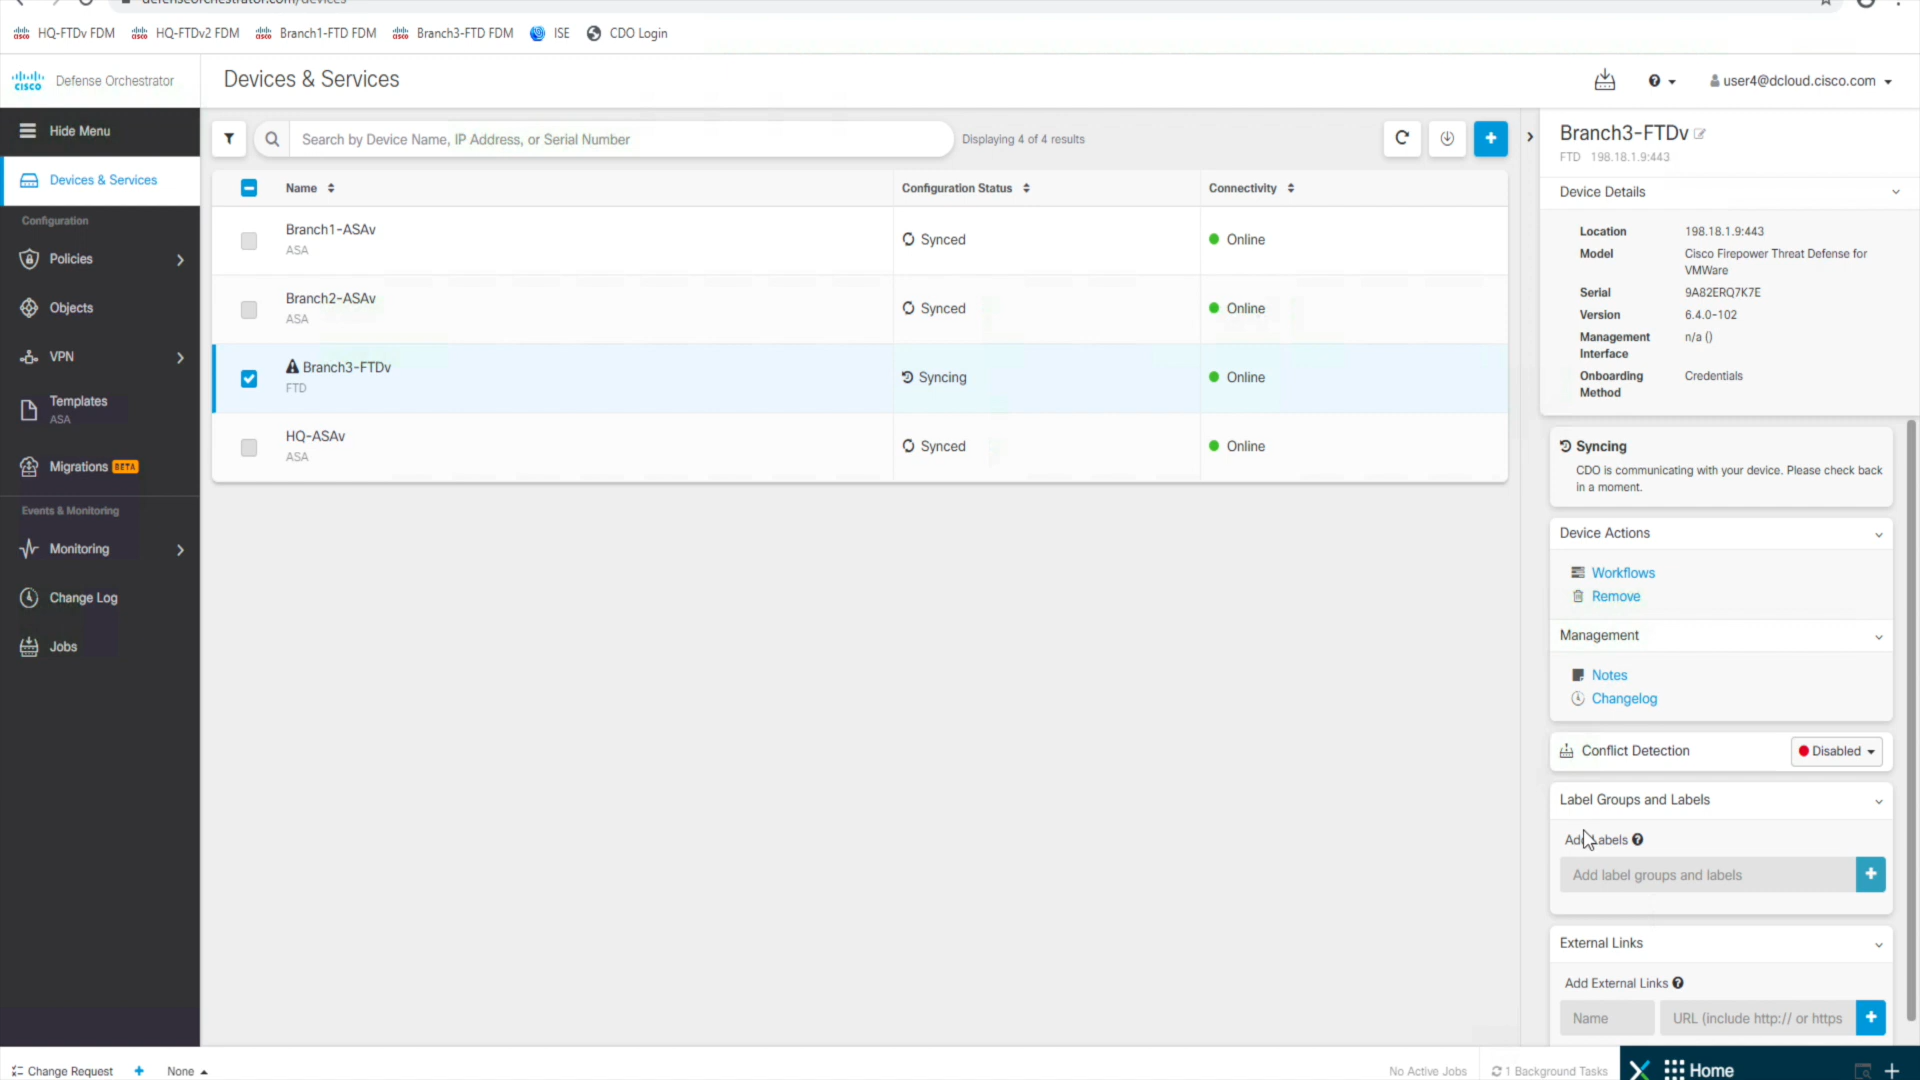 defenseorchestrator.com/devices
HQ-FTDv FDM
HQ-FTDv2 FDM
Branch1-FTD FDM
Branch3-FTD FDM
ISE
CDO Login
CISCO
Defense Orchestrator
Devices & Services
user4@dcloud.cisco.com
Hide Menu
Devices & Services
Configuration
Policies
Objects
VPN
Templates
ASA
Migrations BETA
Events & Monitoring
Monitoring
Change Log
Jobs
Search by Device Name, IP Address, or Serial Number
Displaying 4 of 4 results
Name
Configuration Status
Connectivity
Branch1-ASAv
ASA
Synced
Online
Branch2-ASAv
ASA
Synced
Online
Branch3-FTDv
FTD
Syncing
Online
HQ-ASAv
ASA
Synced
Online
Branch3-FTDv
FTD 198.18.1.9:443
Device Details
Location 198.18.1.9:443
Model Cisco Firepower Threat Defense for
VMWare
Serial 9A82ERQ7K7E
Version 6.4.0-102
Management n/a ()
Interface
Onboarding Credentials
Method
Syncing
CDO is communicating with your device. Please check back
in a moment.
Device Actions
Workflows
Remove
Management
Notes
Changelog
Conflict Detection
Disabled
Label Groups and Labels
Add Labels
Add label groups and labels
External Links
Add External Links
Name
URL (include http:// or https
Change Request
None
No Active Jobs
1 Background Tasks
Home